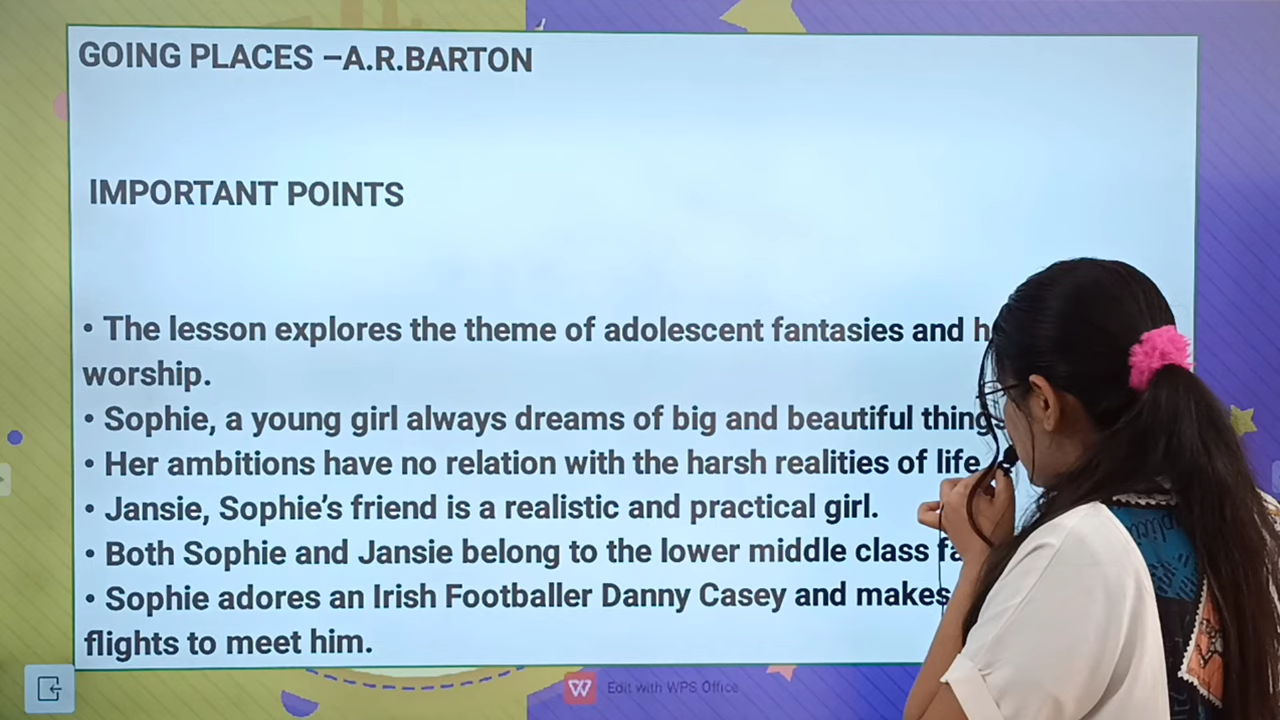 GOING PLACES –A.R.BARTON
IMPORTANT POINTS
• The lesson explores the theme of adolescent fantasies and
worship.
• Sophie, a young girl always dreams of big and beautiful things
• Her ambitions have no relation with the harsh realities of life
• Jansie, Sophie's friend is a realistic and practical girl.
• Both Sophie and Jansie belong to the lower middle class
• Sophie adores an Irish Footballer Danny Casey and makes
flights to meet him.
Edit with WPS Office